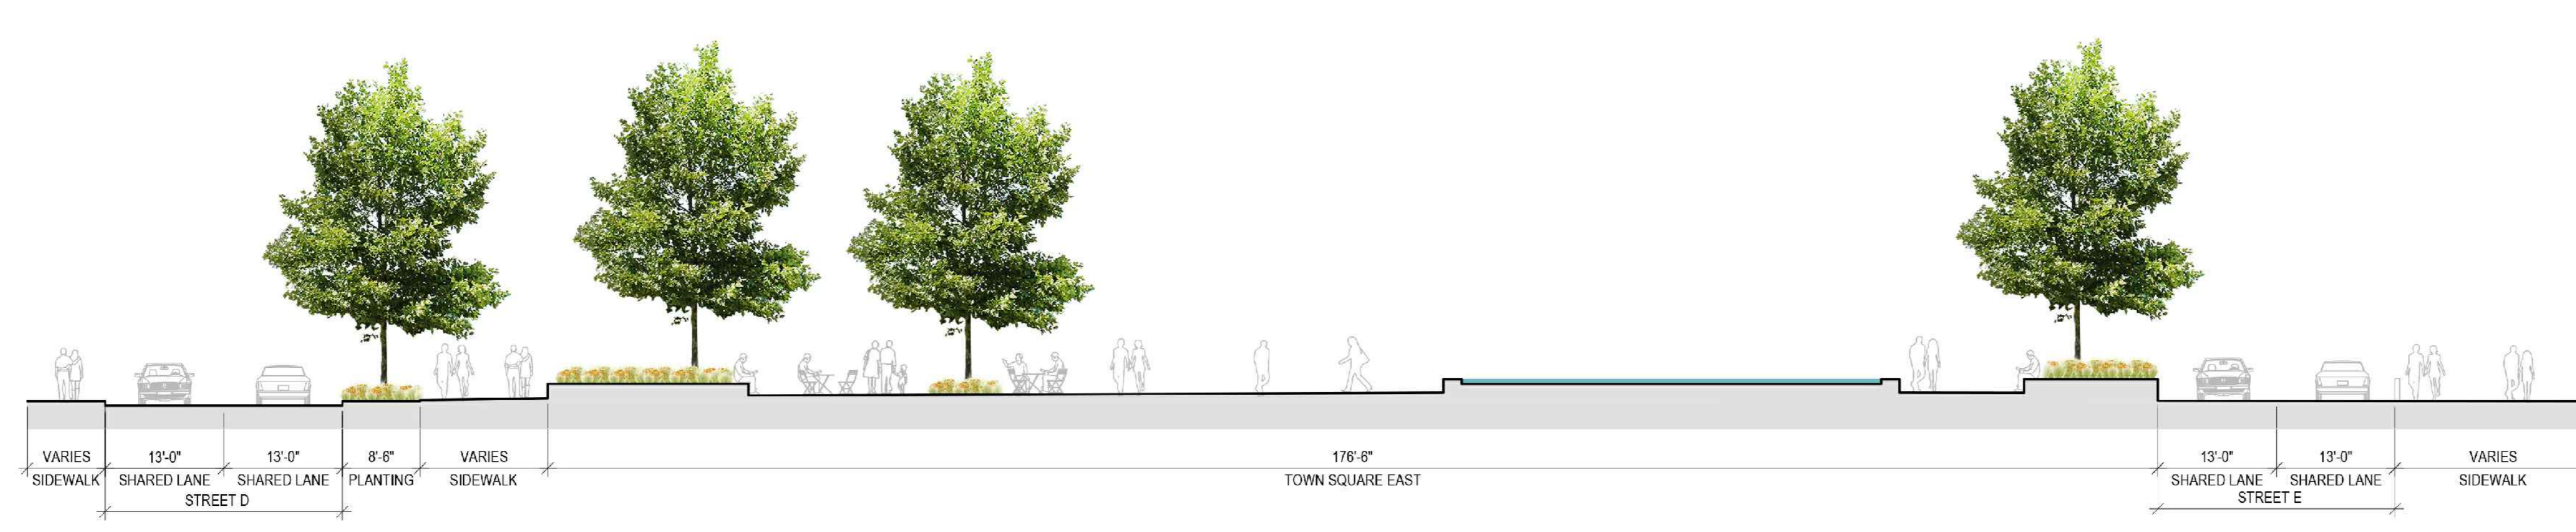 VARIES 13'-0" 13'-0" 8'-6" VARIES 176'-6" 13'-0" 13'-0" VARIES
SIDEWALK SHARED LANE SHARED LANE PLANTING SIDEWALK TOWN SQUARE EAST SHARED LANE SHARED LANE SIDEWALK
STREET D STREET E